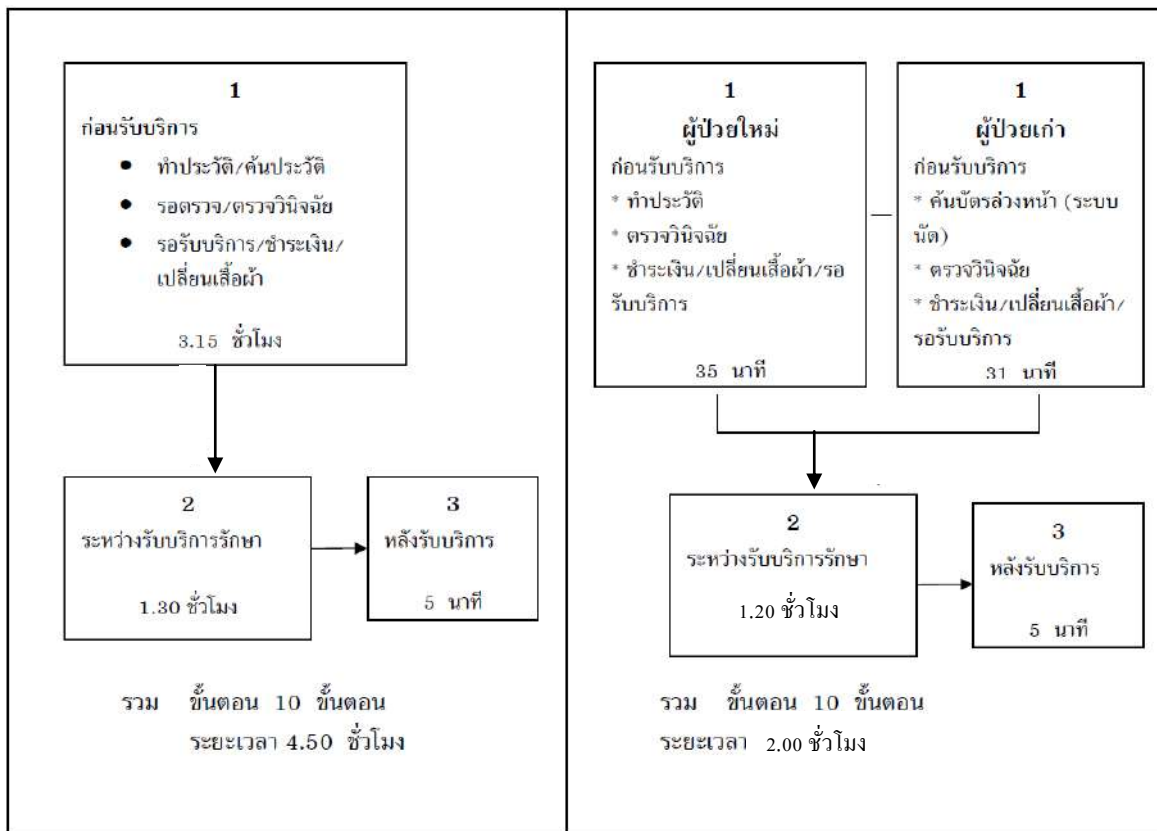 1
ก่อนรับบริการ
● ทำประวัติ/ค้นประวัติ
● รอตรวจ/ตรวจวินิจฉัย
● รอรับบริการ/ชำระเงิน/
เปลี่ยนเสื้อผ้า
3.15 ชั่วโมง
2
ระหว่างรับบริการรักษา
1.30 ชั่วโมง
3
หลังรับบริการ
5 นาที
รวม ขั้นตอน 10 ขั้นตอน
ระยะเวลา 4.50 ชั่วโมง
1
ผู้ป่วยใหม่
ก่อนรับบริการ
* ทำประวัติ
* ตรวจวินิจฉัย
* ชำระเงิน/เปลี่ยนเสื้อผ้า/รอ
รับบริการ
35 นาที
1
ผู้ป่วยเก่า
ก่อนรับบริการ
* ค้นบัตรล่วงหน้า (ระบบ
นัด)
* ตรวจวินิจฉัย
* ชำระเงิน/เปลี่ยนเสื้อผ้า/
รอรับบริการ
31 นาที
2
ระหว่างรับบริการรักษา
1.20 ชั่วโมง
3
หลังรับบริการ
5 นาที
รวม ขั้นตอน 10 ขั้นตอน
ระยะเวลา 2.00 ชั่วโมง